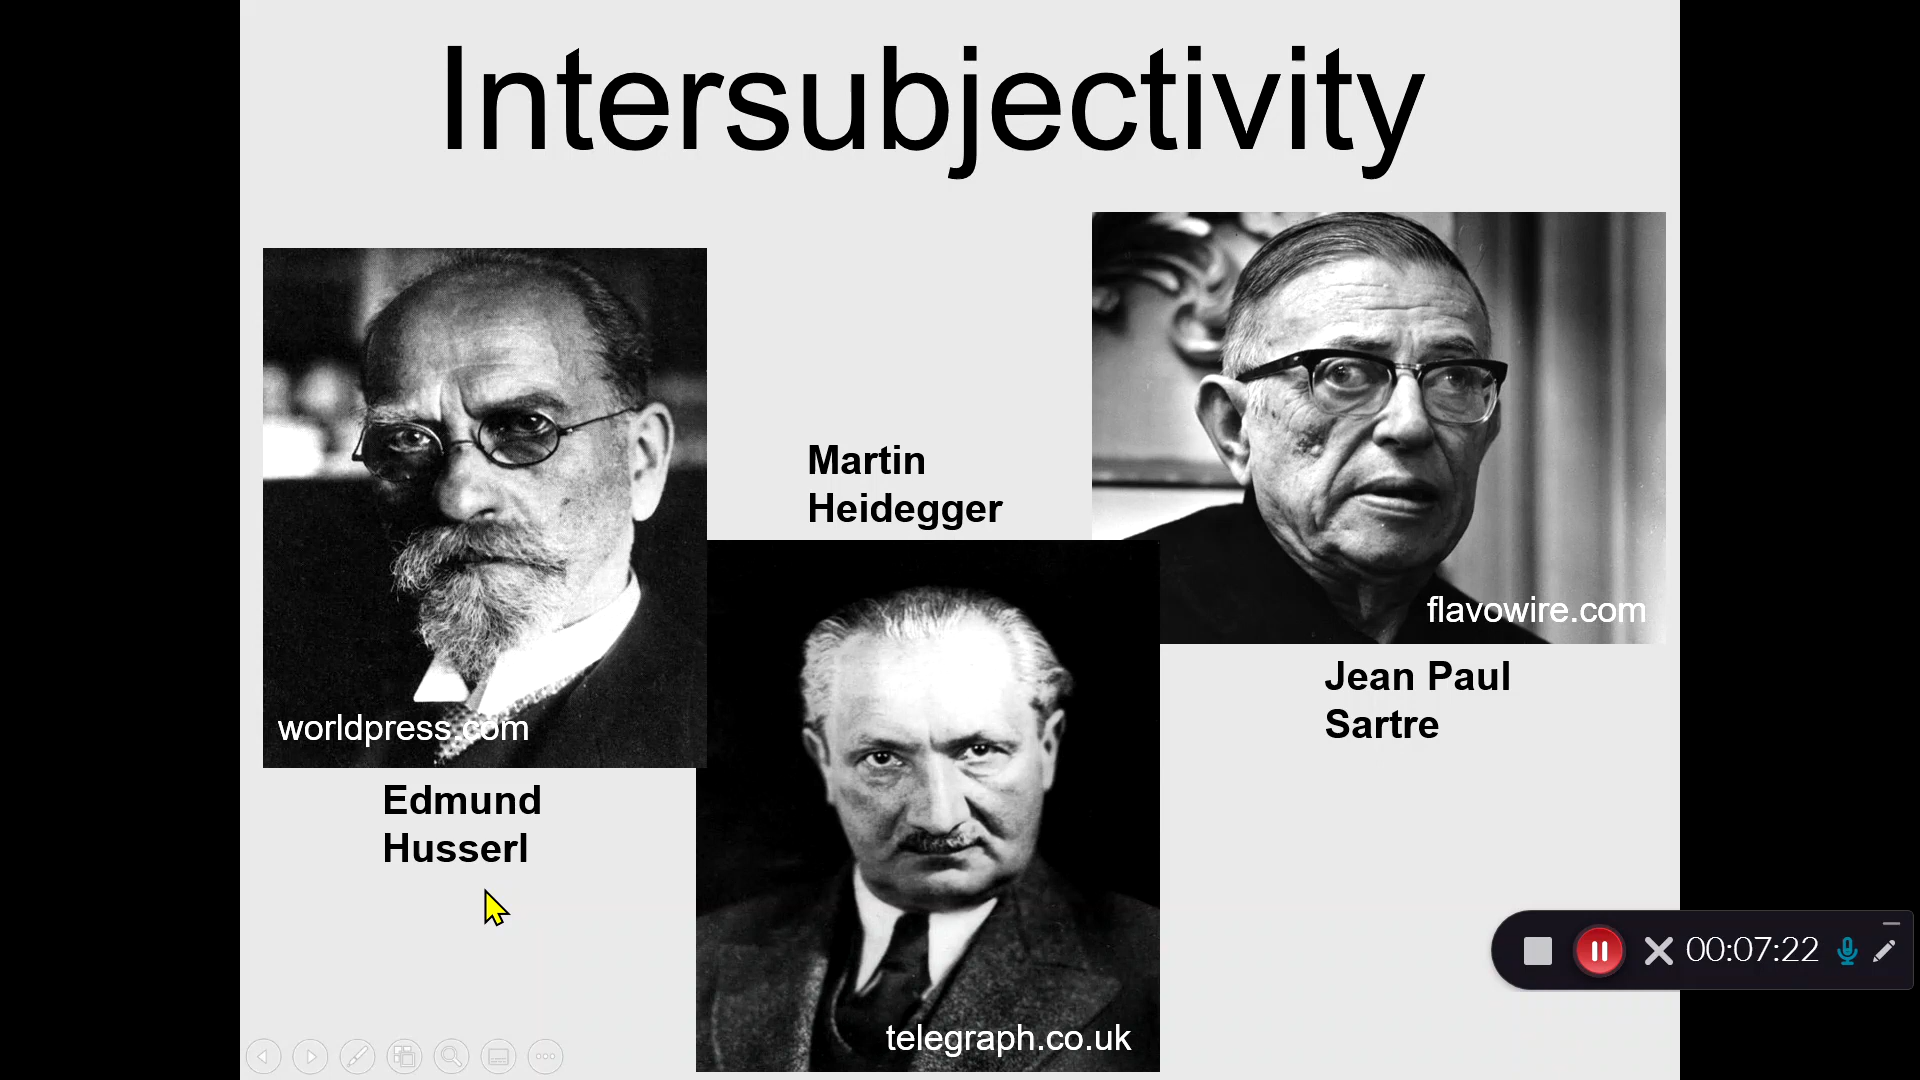 Intersubjectivity
worldpress.com
Edmund
Husserl
Martin
Heidegger
telegraph.co.uk
flavowire.com
Jean Paul
Sartre
00:07:22